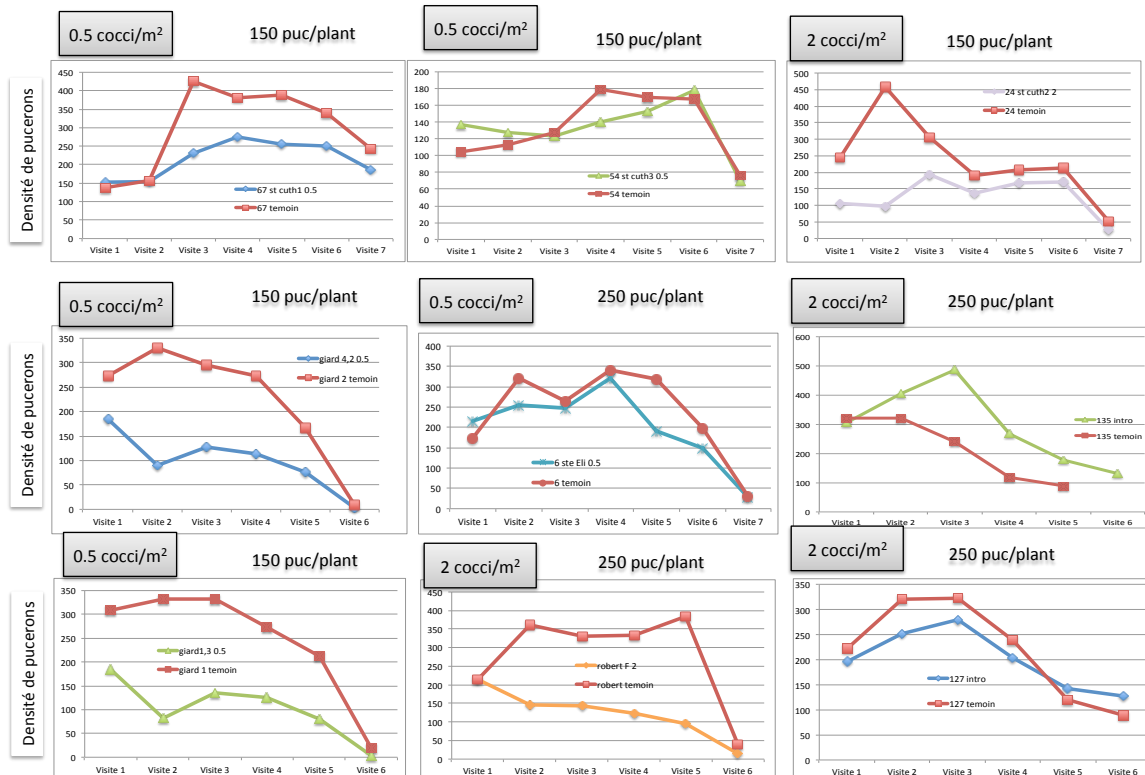 0.5 cocci/m²
150 puc/plant
0.5 cocci/m²
150 puc/plant
2 cocci/m²
150 puc/plant
Densité de pucerons
450
400
350
300
250
200
150
100
50
0
67 st cuth1 0.5
67 temoin
Visite 1 Visite 2 Visite 3 Visite 4 Visite 5 Visite 6 Visite 7
200
180
160
140
120
100
80
60
40
20
0
54 st cuth3 0.5
54 temoin
Visite 1 Visite 2 Visite 3 Visite 4 Visite 5 Visite 6 Visite 7
500
450
400
350
300
250
200
150
100
50
0
24 st cuth2 2
24 temoin
Visite 1 Visite 2 Visite 3 Visite 4 Visite 5 Visite 6 Visite 7
0.5 cocci/m²
150 puc/plant
0.5 cocci/m²
250 puc/plant
2 cocci/m²
250 puc/plant
Densité de pucerons
350
300
250
200
150
100
50
0
giard 4,2 0.5
giard 2 temoin
Visite 1 Visite 2 Visite 3 Visite 4 Visite 5 Visite 6
400
350
300
250
200
150
100
50
0
6 ste Eli 0.5
6 temoin
Visite 1 Visite 2 Visite 3 Visite 4 Visite 5 Visite 6 Visite 7
600
500
400
300
200
100
0
135 intro
135 temoin
Visite 1 Visite 2 Visite 3 Visite 4 Visite 5 Visite 6
0.5 cocci/m²
150 puc/plant
2 cocci/m²
250 puc/plant
2 cocci/m²
250 puc/plant
Densité de pucerons
350
300
250
200
150
100
50
0
giard1,3 0.5
giard 1 temoin
Visite 1 Visite 2 Visite 3 Visite 4 Visite 5 Visite 6
450
400
350
300
250
200
150
100
50
0
robert F 2
robert temoin
Visite 1 Visite 2 Visite 3 Visite 4 Visite 5 Visite 6
350
300
250
200
150
100
50
0
127 intro
127 temoin
Visite 1 Visite 2 Visite 3 Visite 4 Visite 5 Visite 6